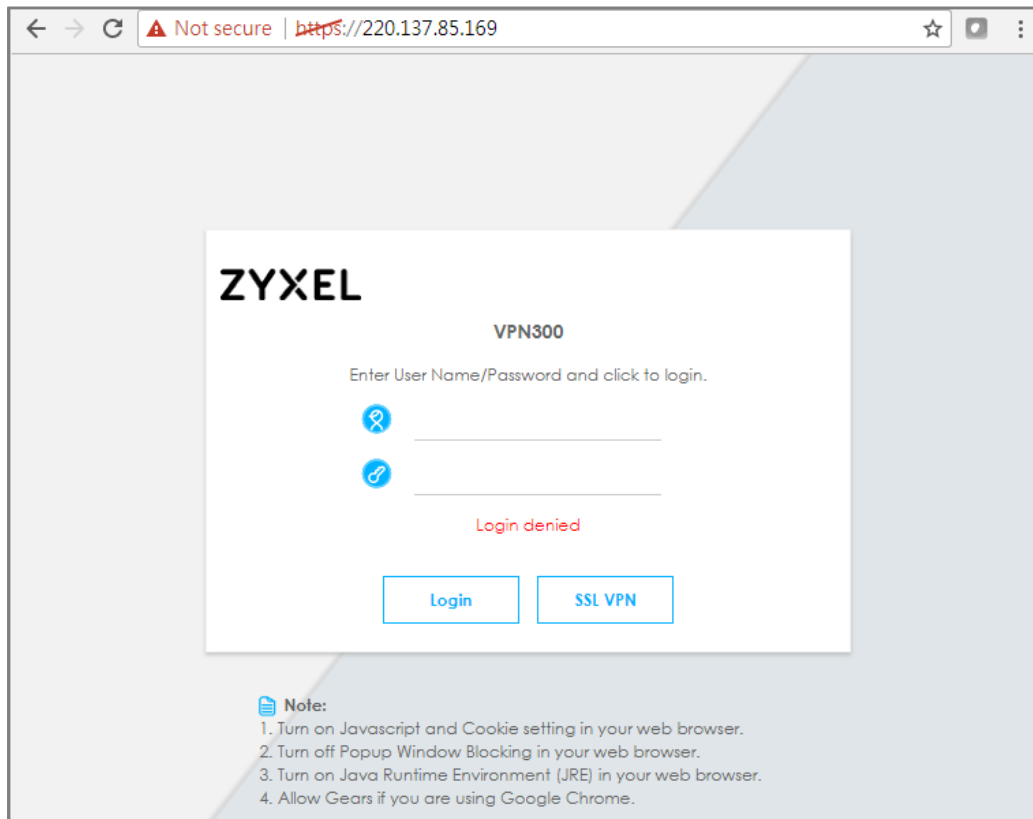 Not secure | https://220.137.85.169
ZYXEL
VPN300
Enter User Name/Password and click to login.
Login denied
Login
SSL VPN
Note:
1. Turn on Javascript and Cookie setting in your web browser.
2. Turn off Popup Window Blocking in your web browser.
3. Turn on Java Runtime Environment (JRE) in your web browser.
4. Allow Gears if you are using Google Chrome.